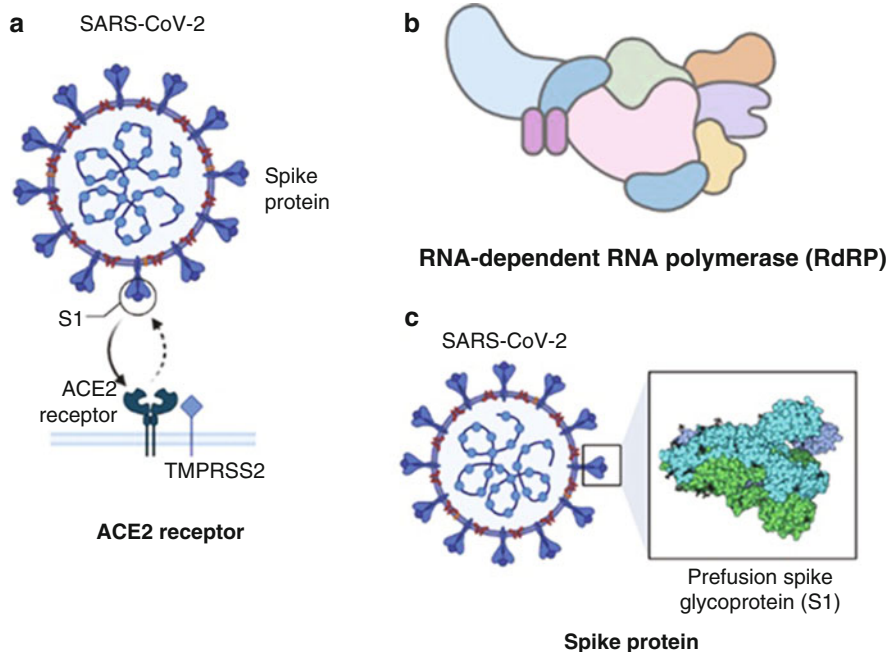 a
SARS-CoV-2
Spike
protein
S1
ACE2
receptor
TMPRSS2
ACE2 receptor
b
RNA-dependent RNA polymerase (RdRP)
c
SARS-CoV-2
Prefusion spike
glycoprotein (S1)
Spike protein